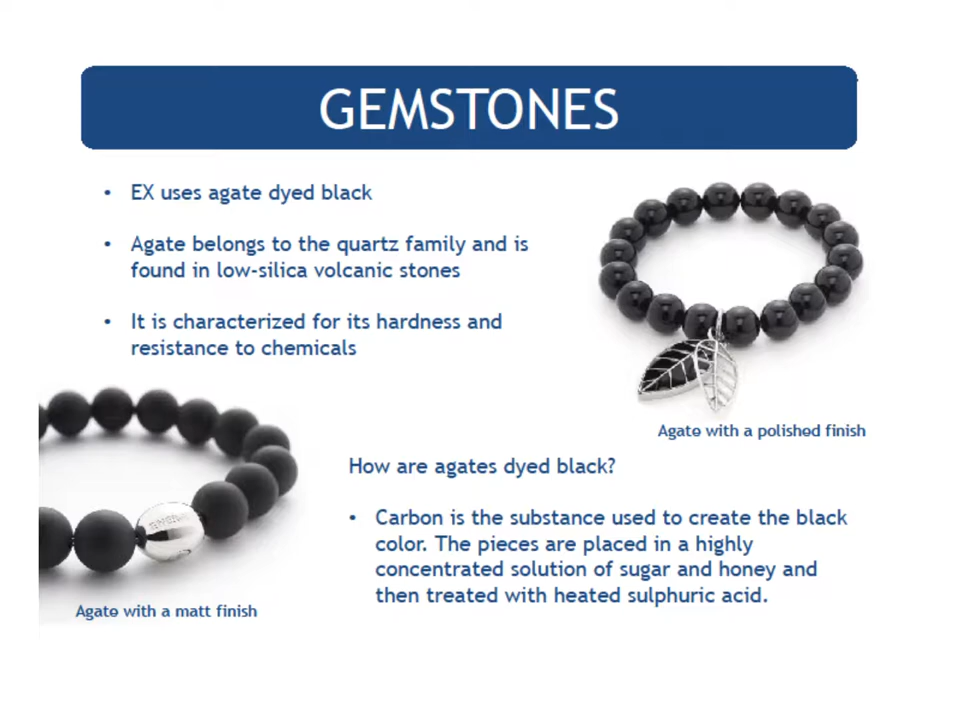 GEMSTONES
• EX uses agate dyed black
• Agate belongs to the quartz family and is
found in low-silica volcanic stones
• It is characterized for its hardness and
resistance to chemicals
Agate with a polished finish
How are agates dyed black?
• Carbon is the substance used to create the black
color. The pieces are placed in a highly
concentrated solution of sugar and honey and
then treated with heated sulphuric acid.
Agate with a matt finish